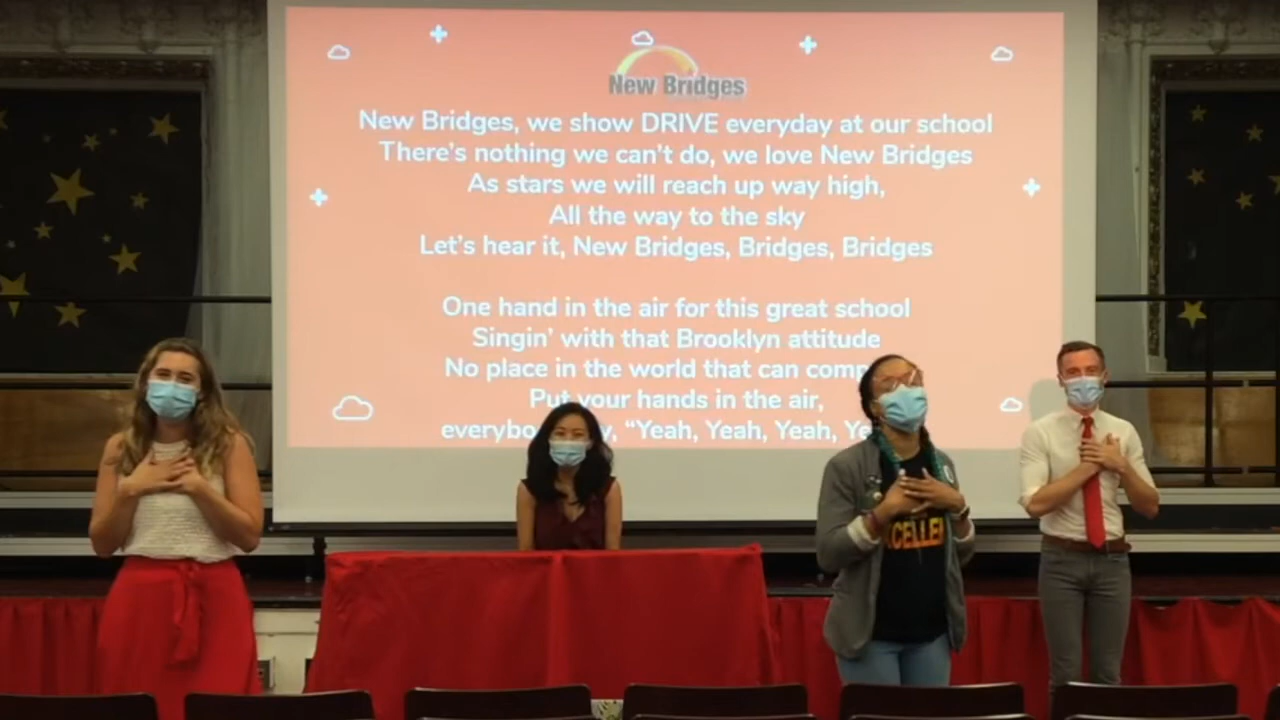 New Bridges
New Bridges, we show DRIVE everyday at our school
There's nothing we can't do, we love New Bridges
As stars we will reach up way high,
All the way to the sky
Let's hear it, New Bridges, Bridges, Bridges
One hand in the air for this great school
Singin' with that Brooklyn attitude
No place in the world that can
Put your hands in the air,
"Yeah, Yeah, Yeah,